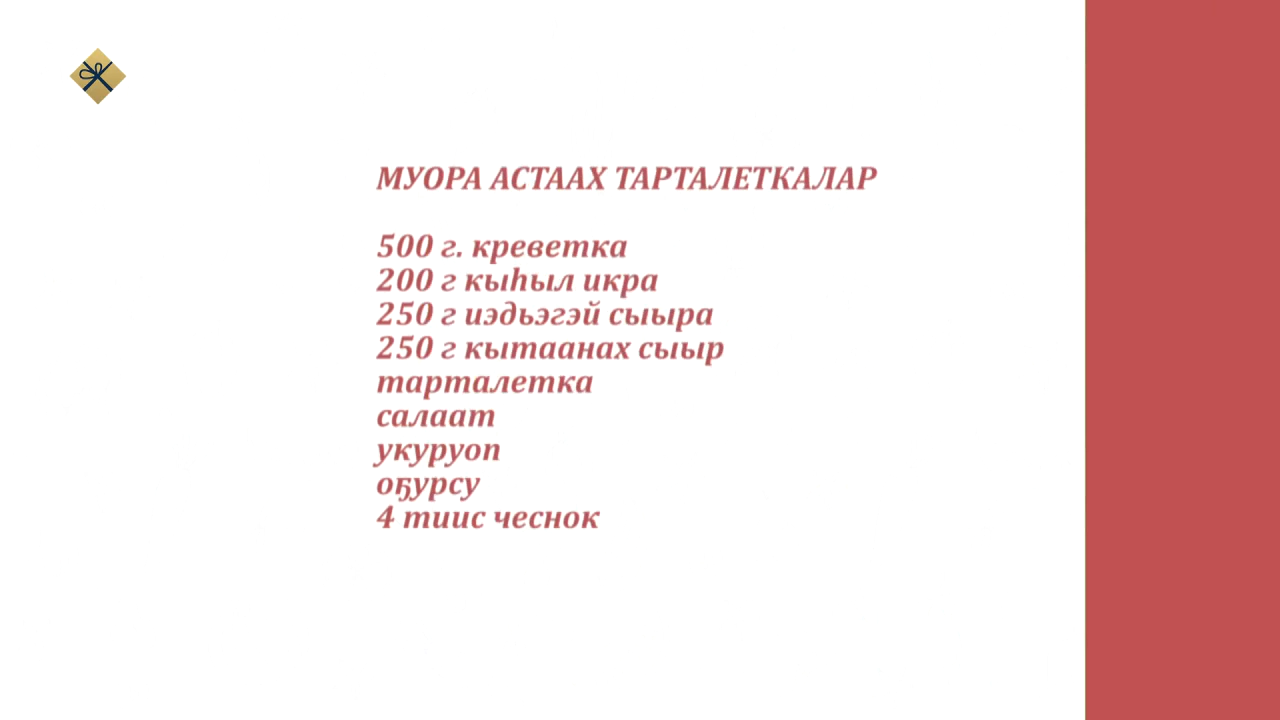 МУОРА АСТААХ ТАРТАЛЕТКАЛАР
500 г. креветка
200 г кыһыл икра
250 г иэдьэгэй сыыра
250 г кытаанах сыыр
тарталетка
салаат
укуруоп
оҕурсу
4 тиис чеснок